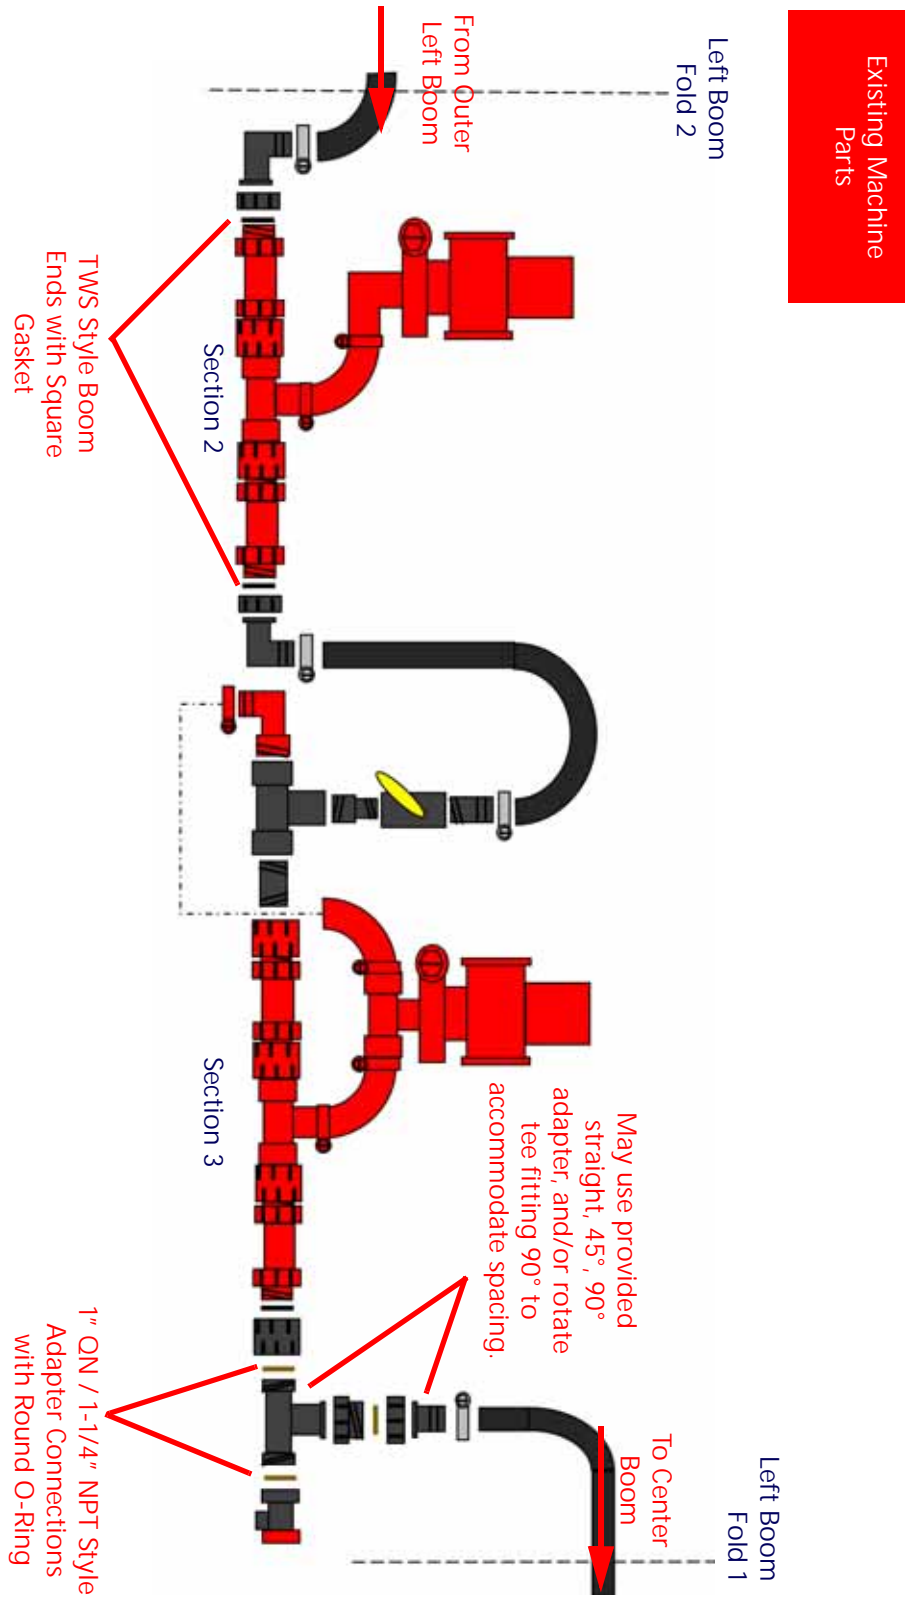 Existing Machine
Parts
Left Boom
Fold 2
From Outer
Left Boom
Section 2
TWS Style Boom
Ends with Square
Gasket
May use provided
straight, 45°, 90°
adapter, and/or rotate
tee fitting 90° to
accommodate spacing.
Section 3
Left Boom
Fold 1
To Center
Boom
1” QN / 1-1/4” NPT Style
Adapter Connections
with Round O-Ring